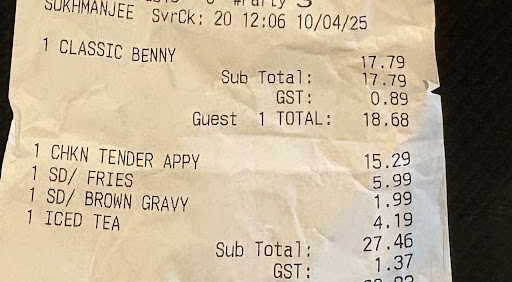 #Party
SUKHMANJEE SvrCk: 20 12:06 10/04/25
1 CLASSIC BENNY 17.79
Sub Total: 17.79
GST: 0.89
Guest 1 TOTAL: 18.68
1 CHKN TENDER APPY 15.29
1 SD/ FRIES 5.99
1 SD/ BROWN GRAVY 1.99
1 ICED TEA 4.19
Sub Total: 27.46
GST: 1.37